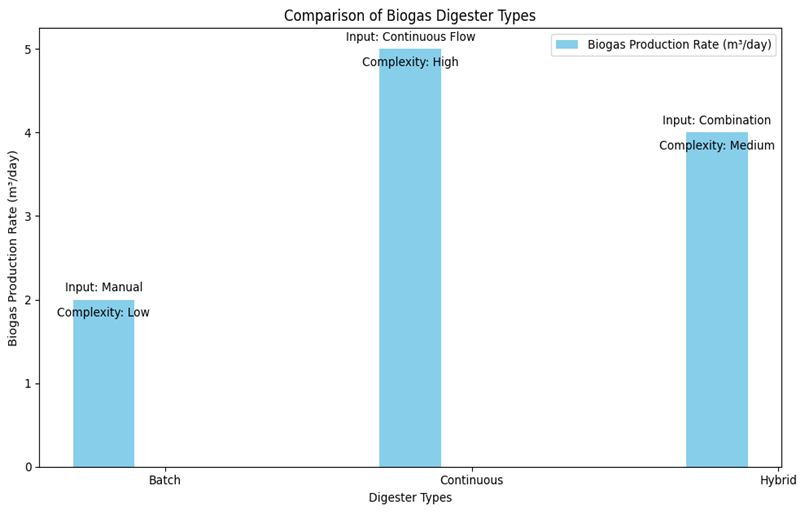 Comparison of Biogas Digester Types
Input: Continuous Flow
Complexity: High
Biogas Production Rate (m³/day)
Input: Combination
Complexity: Medium
Input: Manual
Complexity: Low
Biogas Production Rate (m³/day)
5
4
3
2
1
0
Batch
Continuous
Hybrid
Digester Types